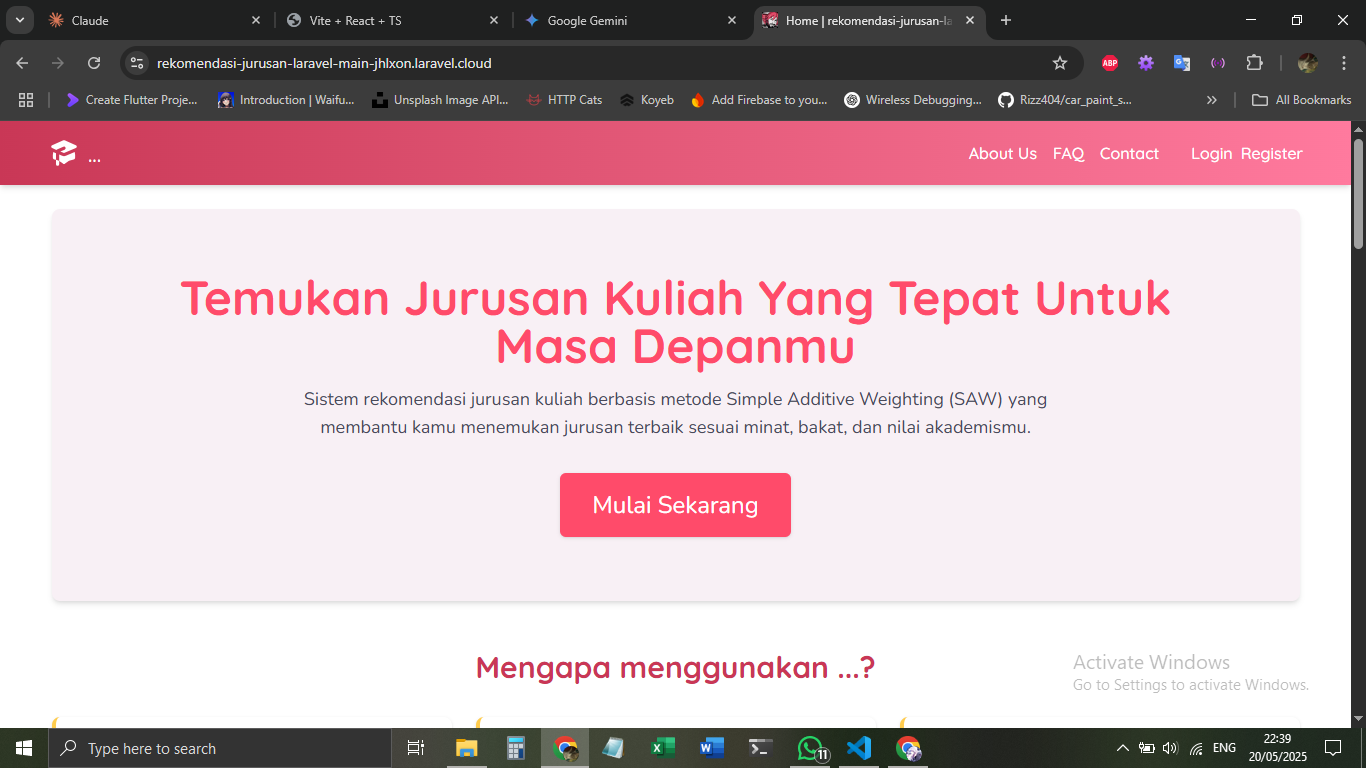 Claude
Vite + React + TS
Google Gemini
Home | rekomendasi-jurusan-la
rekomendasi-jurusan-laravel-main-jhlxon.laravel.cloud
ABP
Create Flutter Proje...
Introduction | Waifu...
Unsplash Image API...
HTTP Cats
Koyeb
Add Firebase to you...
Wireless Debugging...
Rizz404/car_paint_s...
All Bookmarks
...
About Us
FAQ
Contact
Login
Register
Temukan Jurusan Kuliah Yang Tepat Untuk
Masa Depanmu
Sistem rekomendasi jurusan kuliah berbasis metode Simple Additive Weighting (SAW) yang
membantu kamu menemukan jurusan terbaik sesuai minat, bakat, dan nilai akademismu.
Mulai Sekarang
Mengapa menggunakan ...?
Activate Windows
Go to Settings to activate Windows.
Type here to search
11
ENG
22:39
20/05/2025